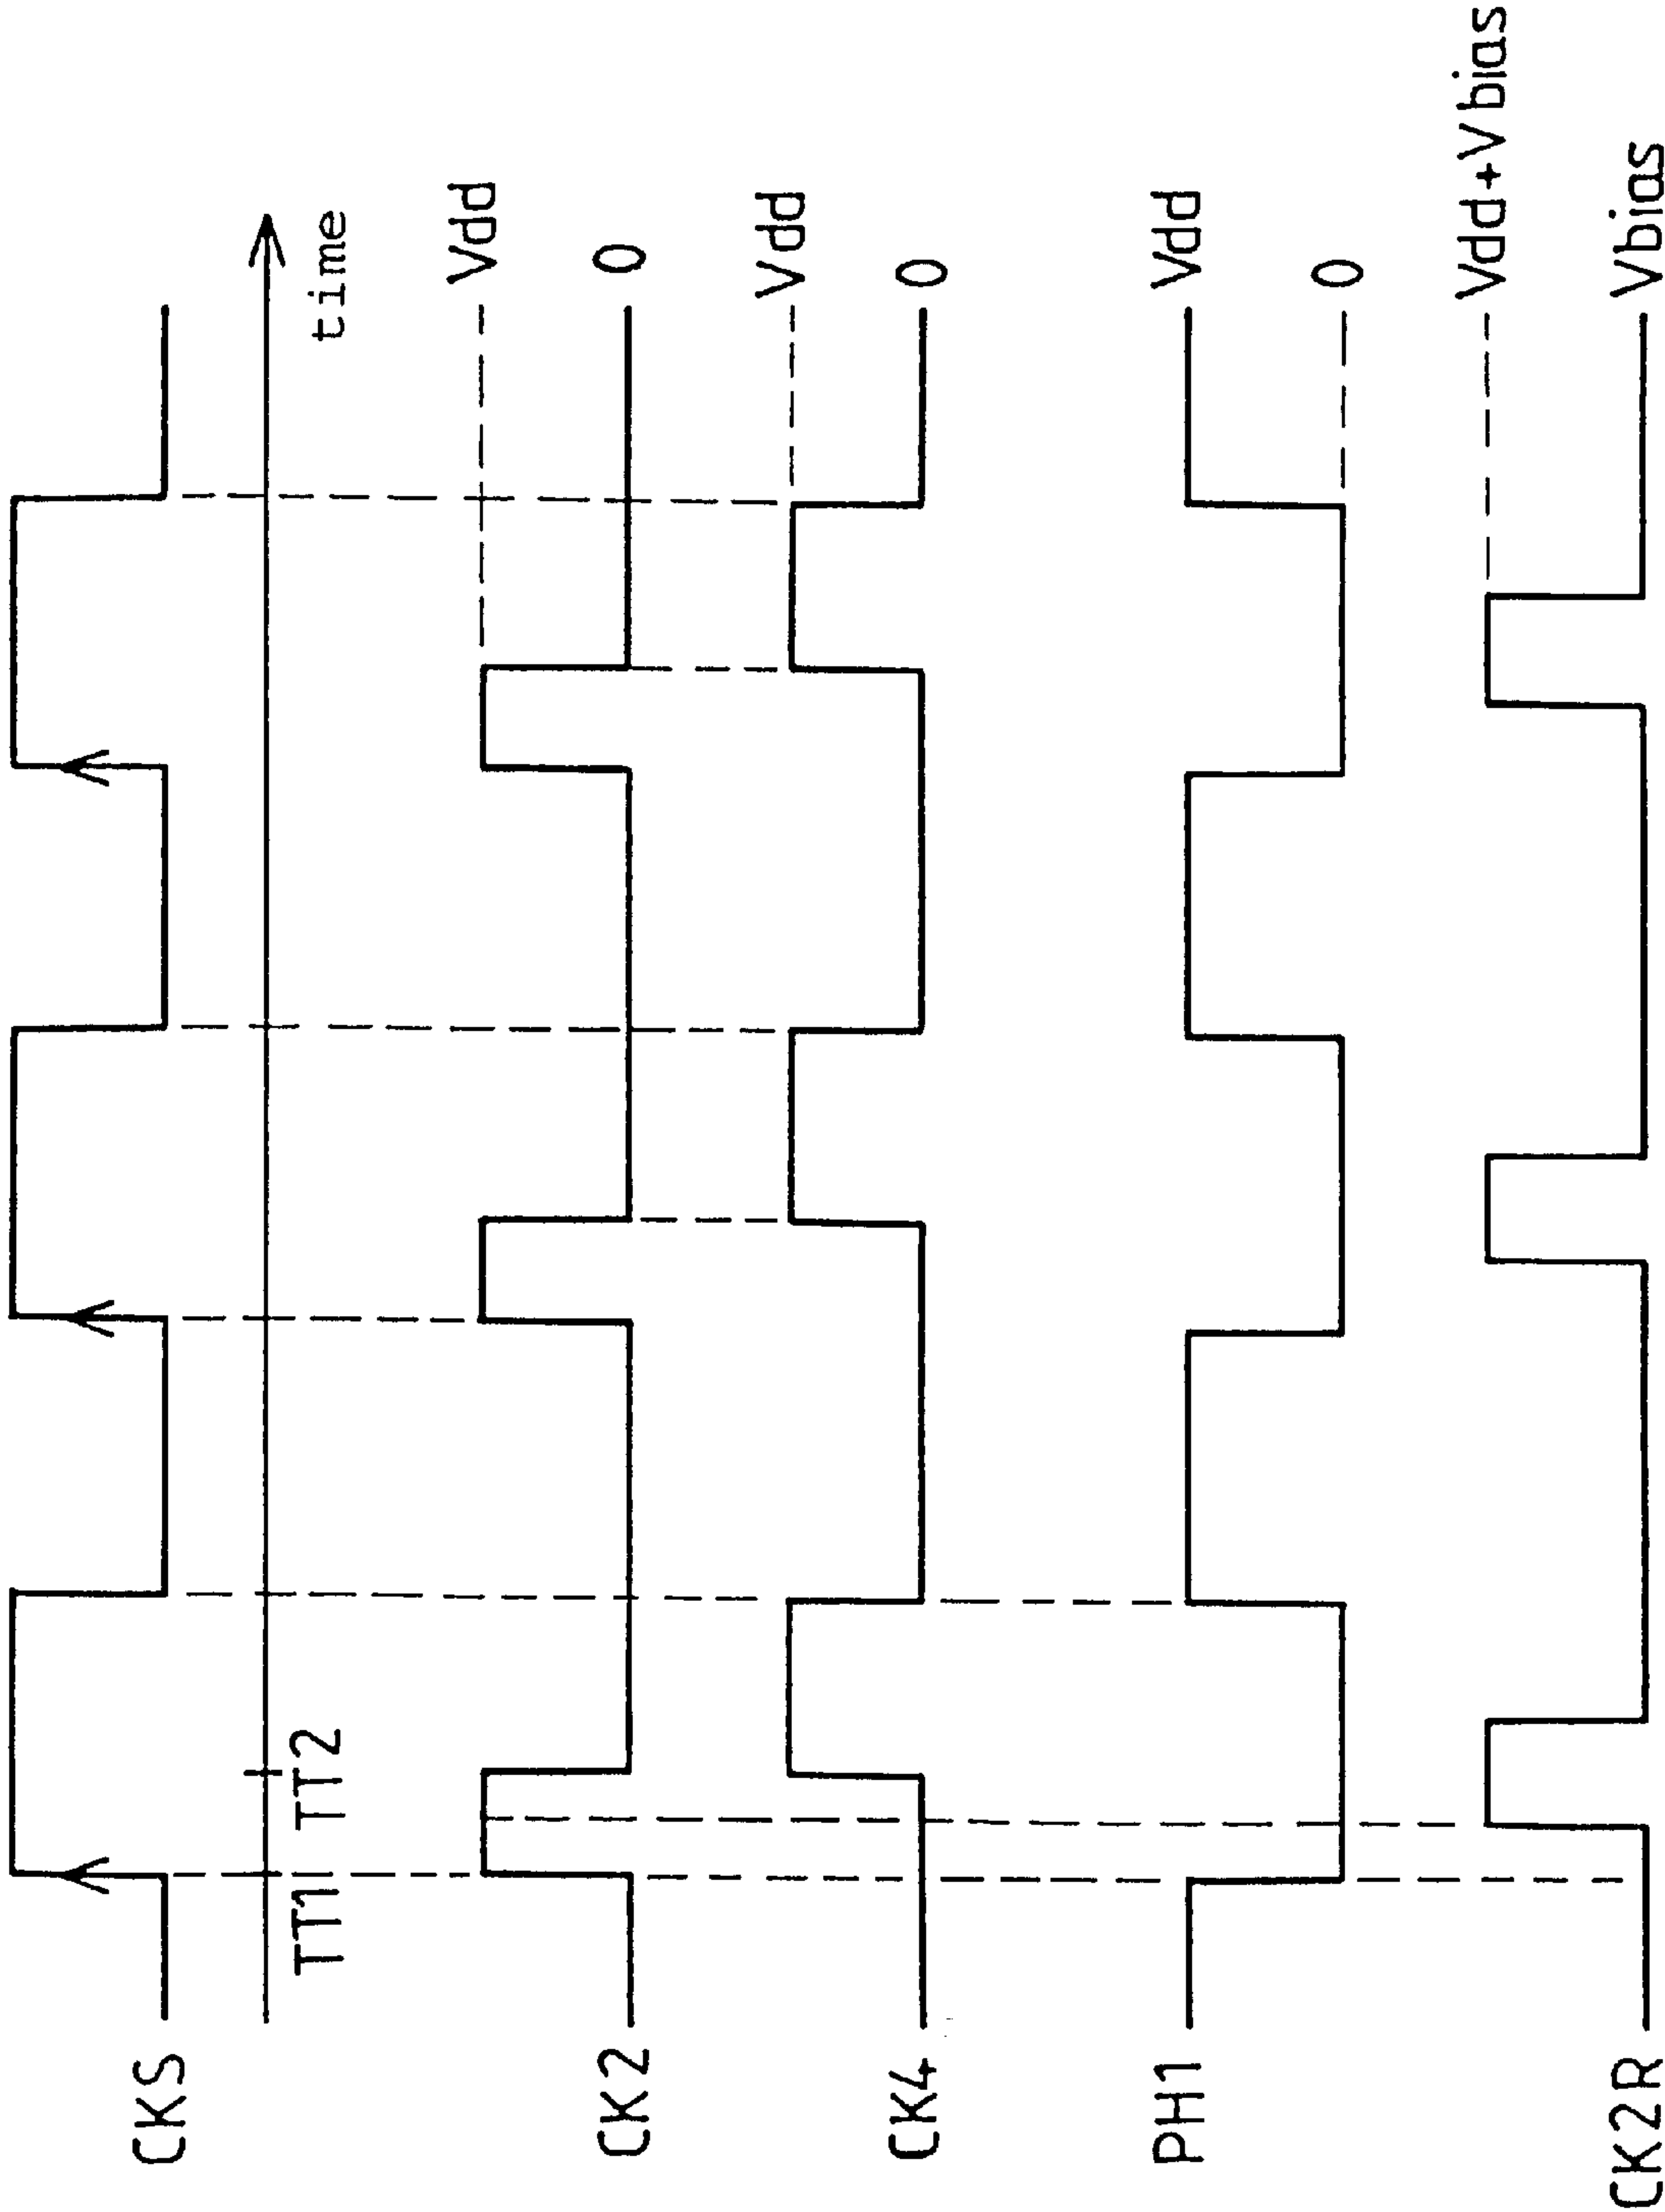 CKS
time
TT1 TT2
Vdd
CK2
0
Vdd
CK4
0
Vdd
PH1
0
Vdd+Vbias
CK2R
Vbias